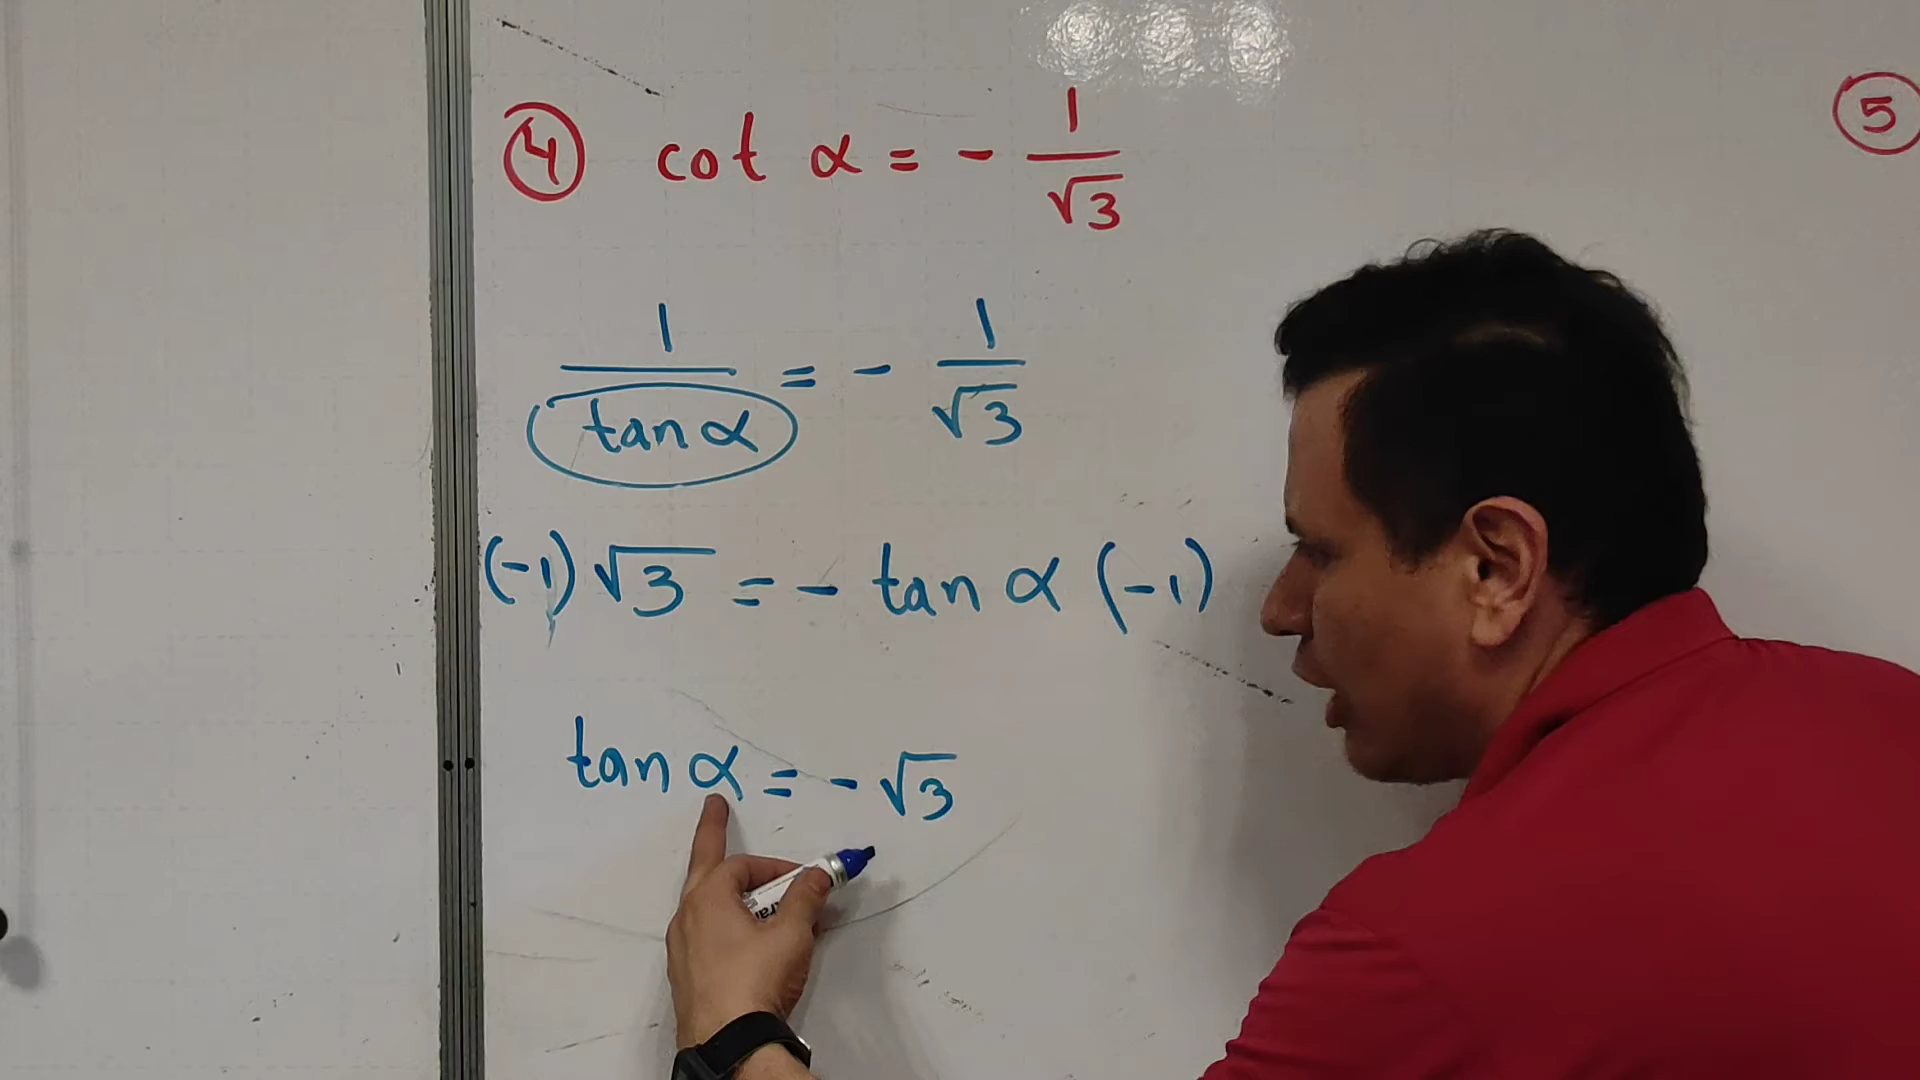 ④ cot α = - 1/√3
⑤
1/tan α = - 1/√3
(-1) √3 = - tan α (-1)
tan α = - √3